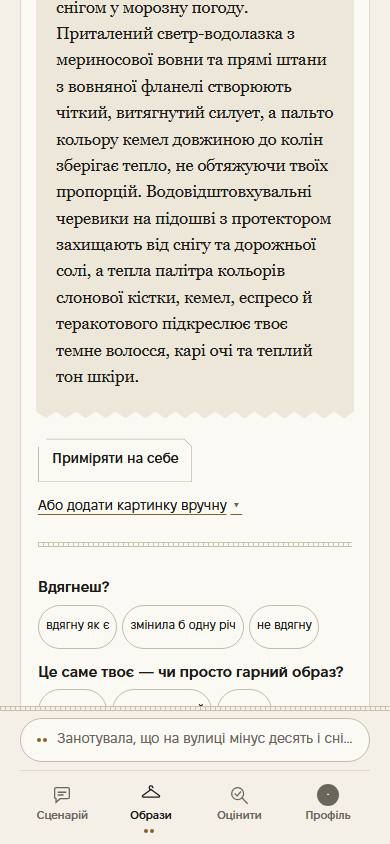 снігом у морозну погоду.
Приталений светр-водолазка з
мериносової вовни та прямі штани
з вовняної фланелі створюють
чіткий, витягнутий силует, а пальто
кольору кемел довжиною до колін
зберігає тепло, не обтяжуючи твоїх
пропорцій. Водовідштовхувальні
черевики на підошві з протектором
захищають від снігу та дорожньої
солі, а тепла палітра кольорів
слонової кістки, кемел, еспресо й
теракотового підкреслює твоє
темне волосся, карі очі та теплий
тон шкіри.
Приміряти на себе
Або додати картинку вручну
Вдягнеш?
вдягну як є
змінила б одну річ
не вдягну
Це саме твоє — чи просто гарний образ?
Занотувала, що на вулиці мінус десять і сні...
Сценарій
Образи
Оцінити
Профіль